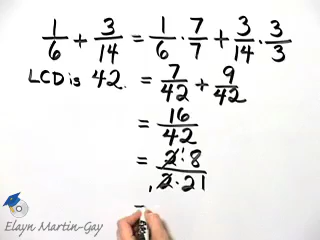 1/6 + 3/14 = 1/6 · 7/7 + 3/14 · 3/3
LCD is 42. = 7/42 + 9/42
= 16/42
= 2·8/2·21
=
Elayn Martin-Gay